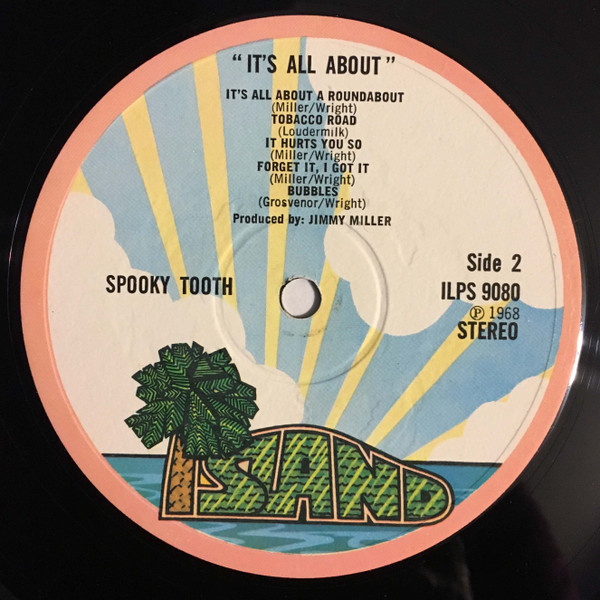 "IT'S ALL ABOUT"
IT'S ALL ABOUT A ROUNDABOUT
(Miller/Wright)
TOBACCO ROAD
(Loudermilk)
IT HURTS YOU SO
(Miller/Wright)
FORGET IT, I GOT IT
(Miller/Wright)
BUBBLES
(Grosvenor/Wright)
Produced by: JIMMY MILLER
SPOOKY TOOTH
Side 2
ILPS 9080
Ⓟ 1968
STEREO
ISLAND